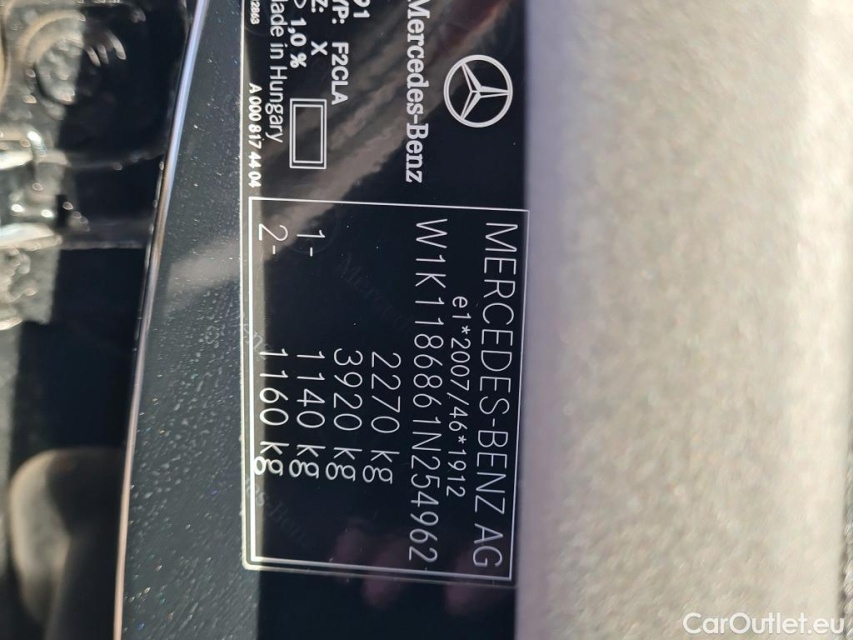 Mercedes-Benz
TYP: F2CLA
Z: X
1,0 %
Made in Hungary
A 000 817 44 04
MERCEDES-BENZ AG
e1*2007/46*1912
W1K1186861N254962
2270 kg
3920 kg
1- 1140 kg
2- 1160 kg
CarOutlet.eu